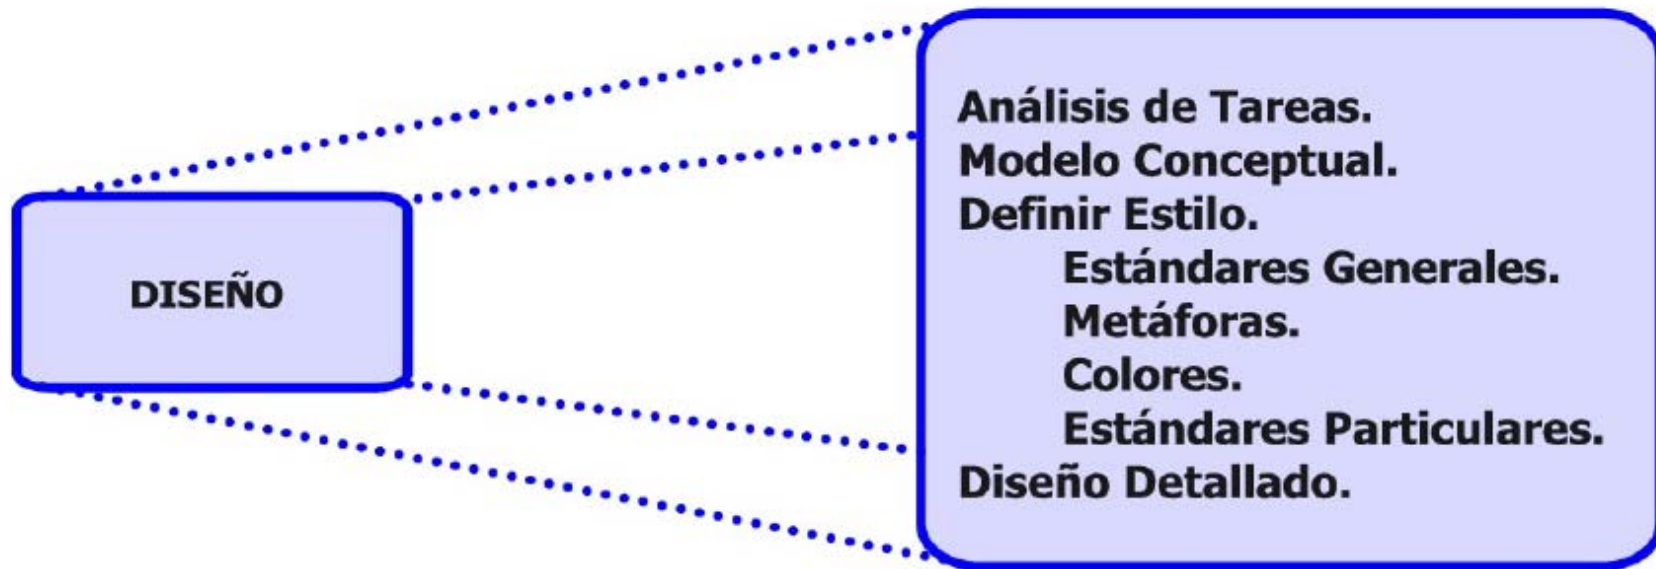 DISEÑO
Análisis de Tareas.
Modelo Conceptual.
Definir Estilo.
Estándares Generales.
Metáforas.
Colores.
Estándares Particulares.
Diseño Detallado.